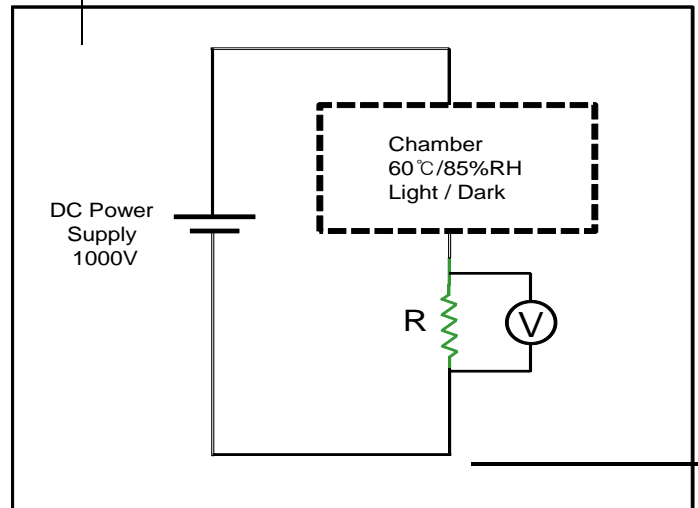 DC Power
Supply
1000V
Chamber
60℃/85%RH
Light / Dark
R
V